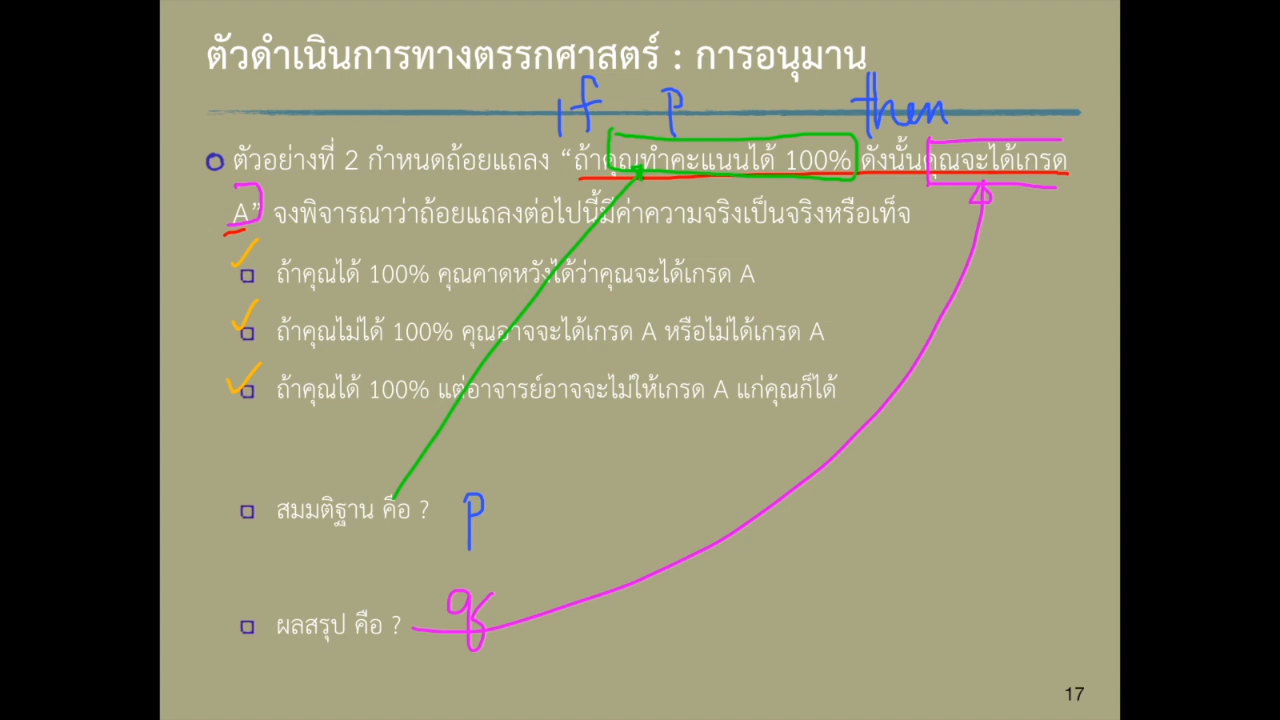 ตัวดำเนินการทางตรรกศาสตร์ : การอนุมาน
if p then
ตัวอย่างที่ 2 กำหนดถ้อยแถลง “ถ้าคุณทำคะแนนได้ 100% ดังนั้นคุณจะได้เกรด
A” จงพิจารณาว่าถ้อยแถลงต่อไปนี้มีค่าความจริงเป็นจริงหรือเท็จ
ถ้าคุณได้ 100% คุณคาดหวังได้ว่าคุณจะได้เกรด A
ถ้าคุณไม่ได้ 100% คุณอาจจะได้เกรด A หรือไม่ได้เกรด A
ถ้าคุณได้ 100% แต่อาจารย์อาจจะไม่ให้เกรด A แก่คุณก็ได้
สมมติฐาน คือ ? p
ผลสรุป คือ ? q
17